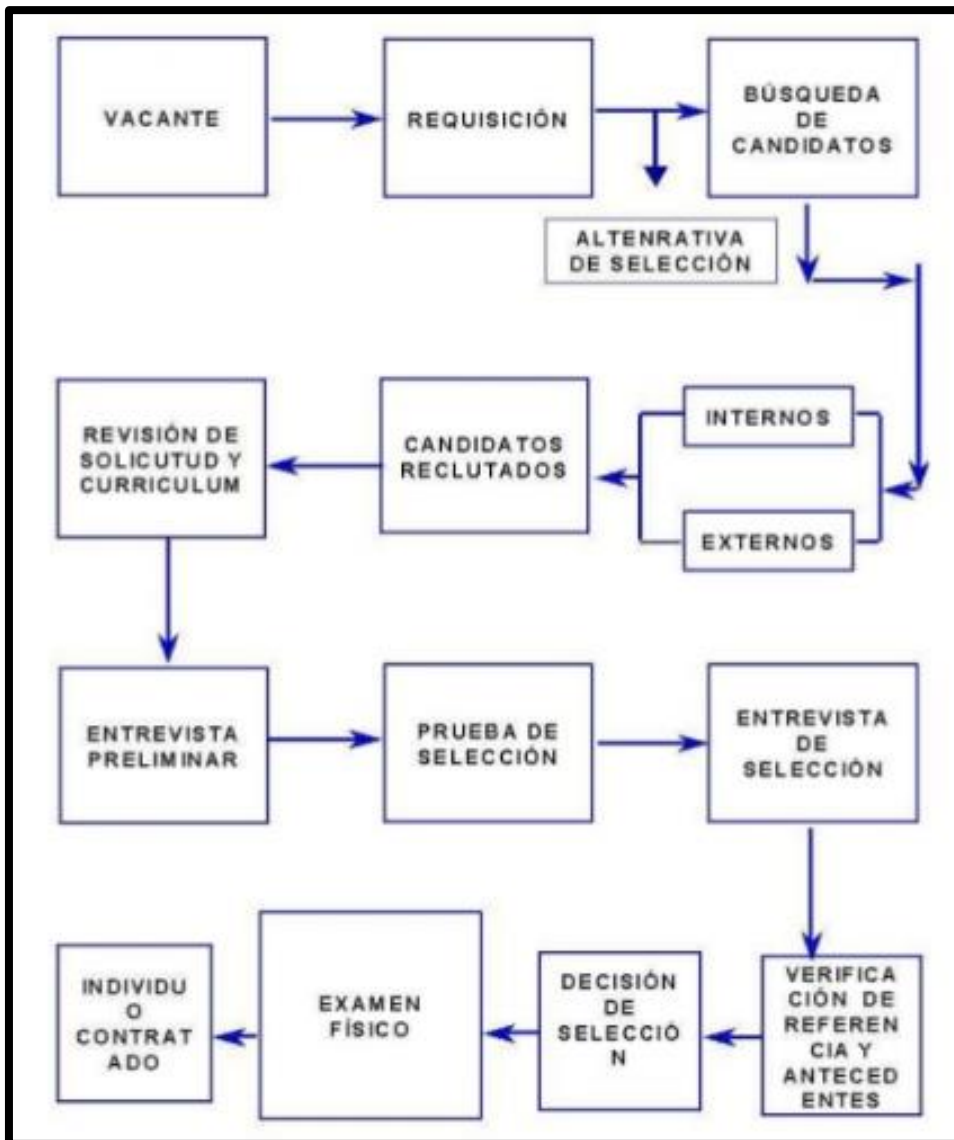 VACANTE
REQUISICIÓN
BÚSQUEDA
DE
CANDIDATOS
ALTENRATIVA
DE SELECCIÓN
INTERNOS
EXTERNOS
CANDIDATOS
RECLUTADOS
REVISIÓN DE
SOLICUTUD Y
CURRICULUM
ENTREVISTA
PRELIMINAR
PRUEBA DE
SELECCIÓN
ENTREVISTA
DE
SELECCIÓN
VERIFICA
ACIÓN DE
REFEREN
CIA Y
ANTECED
ENTES
DECISIÓN
DE
SELECCIÓ
N
EXAMEN
FÍSICO
INDIVIDU
O
CONTRAT
ADO